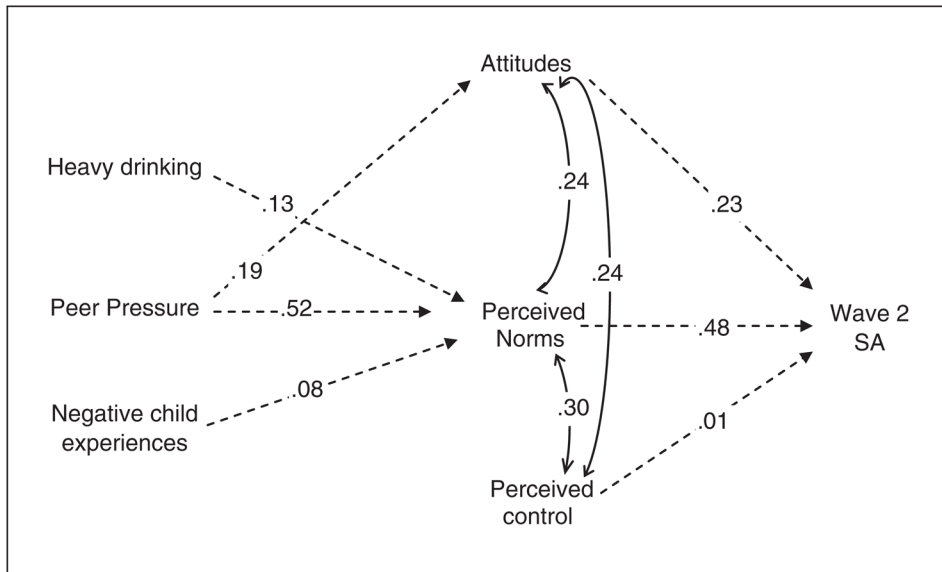 Attitudes
Heavy drinking
.13
.24
.23
.19
.24
Peer Pressure
.52
Perceived
Norms
.48
Wave 2
SA
.08
.30
.01
Negative child
experiences
Perceived
control